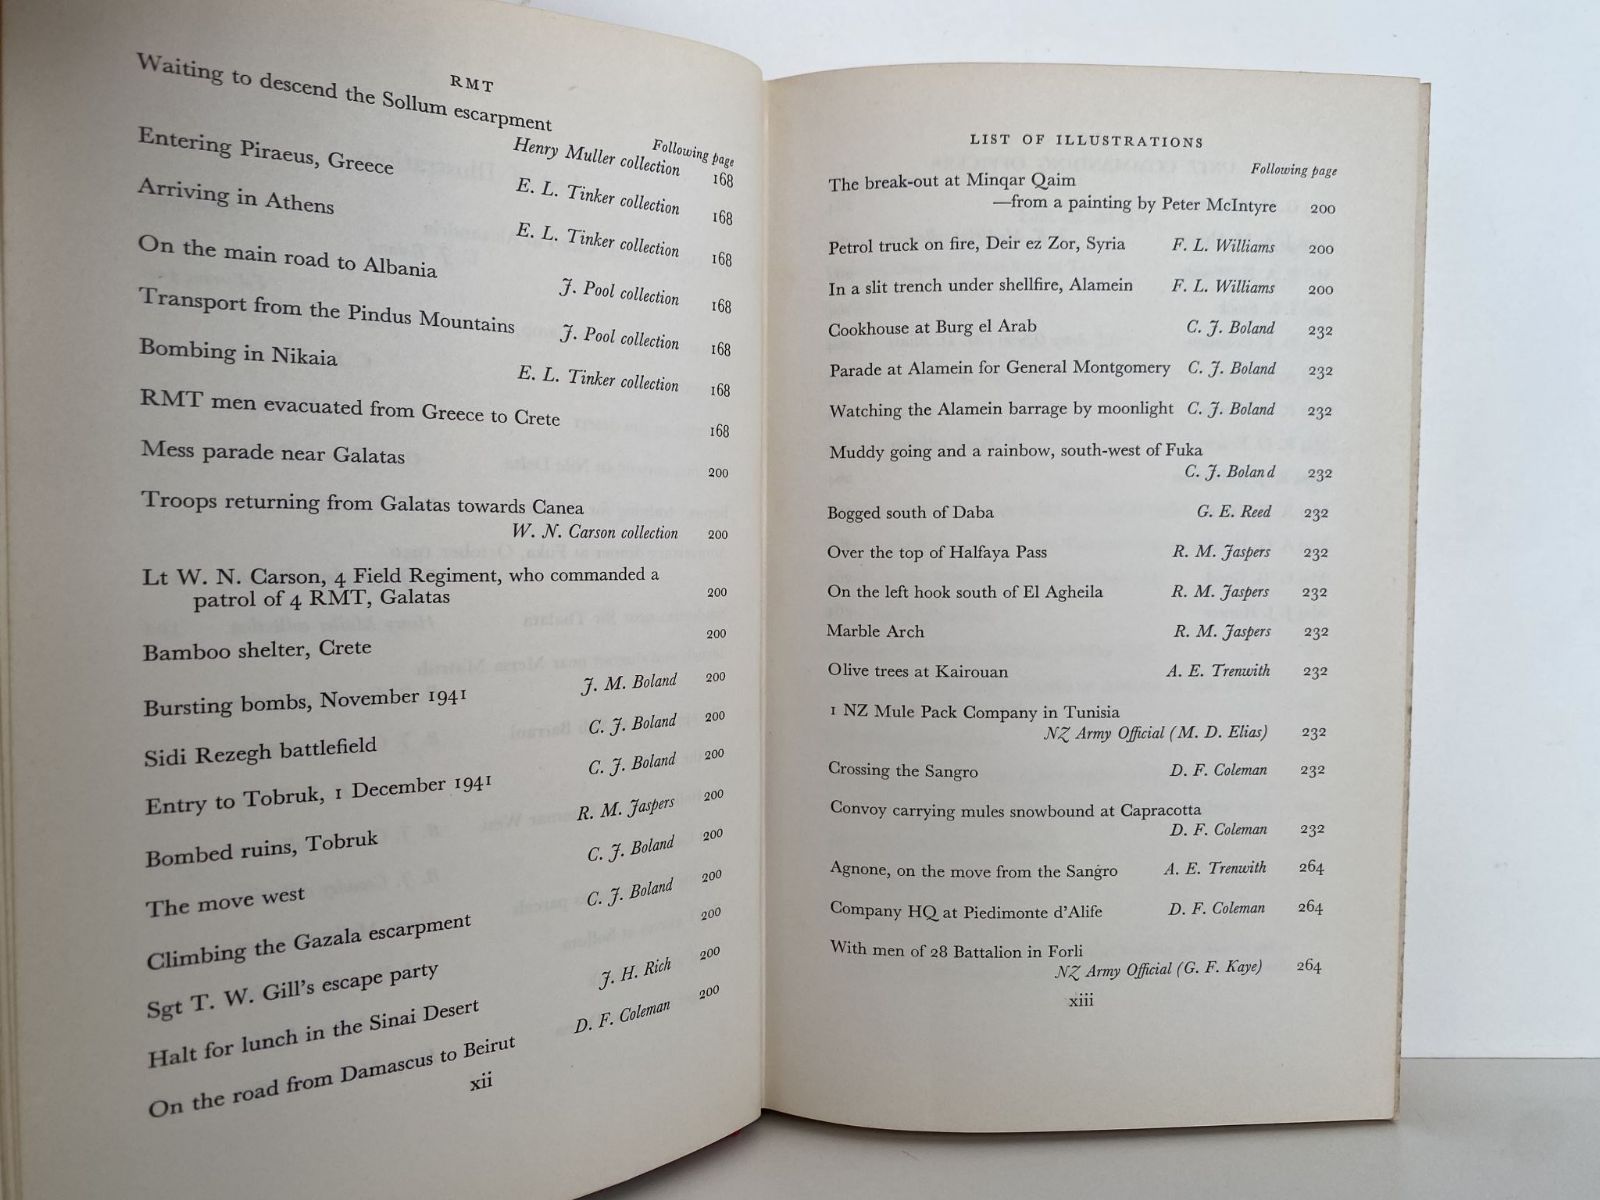 RMT
Following page
Waiting to descend the Sollum escarpment
Henry Muller collection 168
Entering Piraeus, Greece E. L. Tinker collection 168
Arriving in Athens E. L. Tinker collection 168
On the main road to Albania J. Pool collection 168
Transport from the Pindus Mountains J. Pool collection 168
Bombing in Nikaia E. L. Tinker collection 168
RMT men evacuated from Greece to Crete 168
Mess parade near Galatas 200
Troops returning from Galatas towards Canea
W. N. Carson collection 200
Lt W. N. Carson, 4 Field Regiment, who commanded a
patrol of 4 RMT, Galatas 200
Bamboo shelter, Crete 200
Bursting bombs, November 1941 J. M. Boland 200
Sidi Rezegh battlefield C. J. Boland 200
Entry to Tobruk, 1 December 1941 C. J. Boland 200
Bombed ruins, Tobruk R. M. Jaspers 200
The move west C. J. Boland 200
Climbing the Gazala escarpment C. J. Boland 200
Sgt T. W. Gill's escape party 200
Halt for lunch in the Sinai Desert J. H. Rich 200
On the road from Damascus to Beirut D. F. Coleman 200
xii
LIST OF ILLUSTRATIONS
Following page
The break-out at Minqar Qaim
—from a painting by Peter McIntyre 200
Petrol truck on fire, Deir ez Zor, Syria F. L. Williams 200
In a slit trench under shellfire, Alamein F. L. Williams 200
Cookhouse at Burg el Arab C. J. Boland 232
Parade at Alamein for General Montgomery C. J. Boland 232
Watching the Alamein barrage by moonlight C. J. Boland 232
Muddy going and a rainbow, south-west of Fuka
C. J. Boland 232
Bogged south of Daba G. E. Reed 232
Over the top of Halfaya Pass R. M. Jaspers 232
On the left hook south of El Agheila R. M. Jaspers 232
Marble Arch R. M. Jaspers 232
Olive trees at Kairouan A. E. Trenwith 232
1 NZ Mule Pack Company in Tunisia
NZ Army Official (M. D. Elias) 232
Crossing the Sangro D. F. Coleman 232
Convoy carrying mules snowbound at Capracotta
D. F. Coleman 232
Agnone, on the move from the Sangro A. E. Trenwith 264
Company HQ at Piedimonte d'Alife D. F. Coleman 264
With men of 28 Battalion in Forli
NZ Army Official (G. F. Kaye) 264
xiii